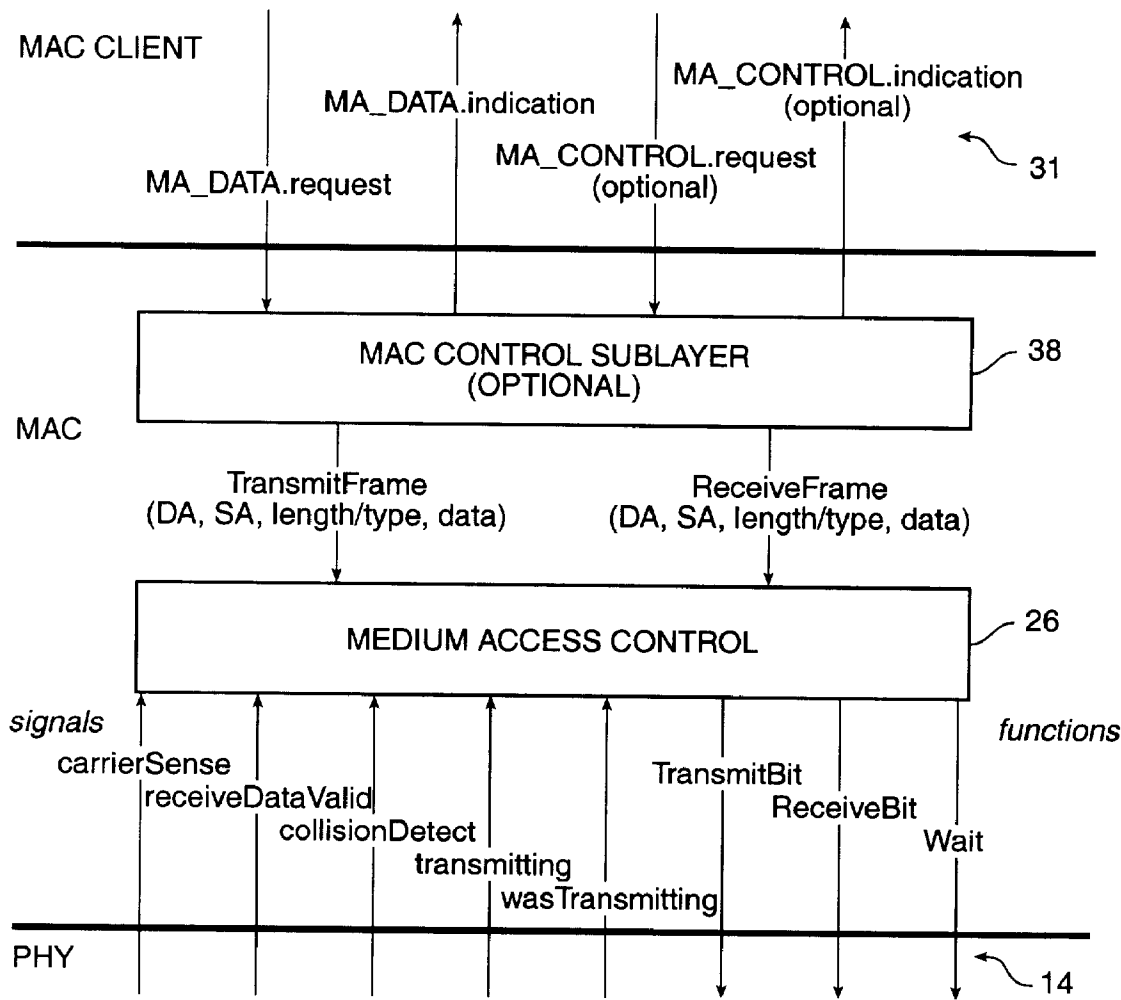 MAC CLIENT
MA_DATA.indication
MA_CONTROL.indication
(optional)
MA_DATA.request
MA_CONTROL.request
(optional)
31
MAC CONTROL SUBLAYER
(OPTIONAL)
38
MAC
TransmitFrame
(DA, SA, length/type, data)
ReceiveFrame
(DA, SA, length/type, data)
MEDIUM ACCESS CONTROL
26
signals
functions
carrierSense
receiveDataValid
collisionDetect
transmitting
wasTransmitting
TransmitBit
ReceiveBit
Wait
PHY
14